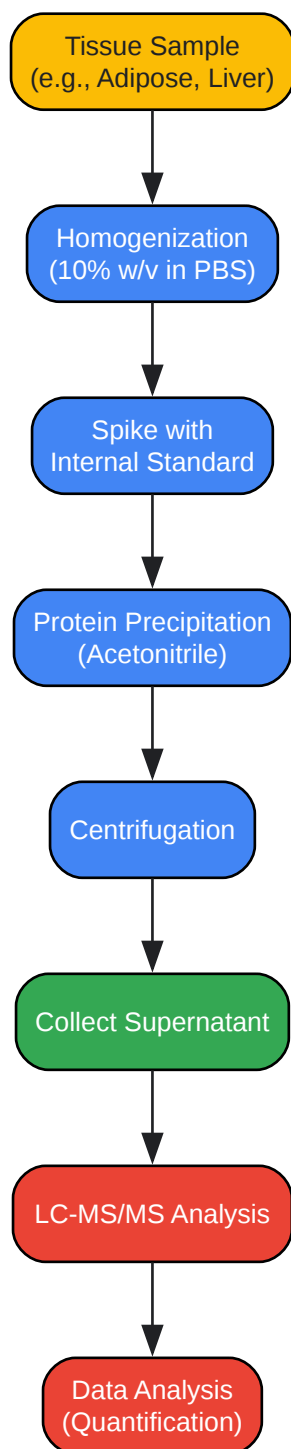 Tissue Sample
(e.g., Adipose, Liver)
Homogenization
(10% w/v in PBS)
Spike with
Internal Standard
Protein Precipitation
(Acetonitrile)
Centrifugation
Collect Supernatant
LC-MS/MS Analysis
Data Analysis
(Quantification)